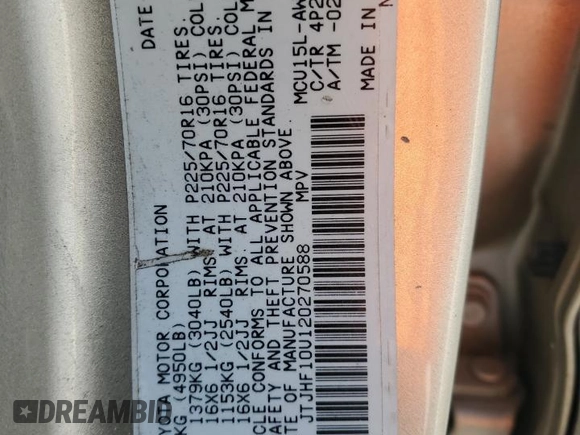 DATE
YOTA MOTOR CORPORATION
KG (4950LB)
1379KG (3040LB) WITH P225/70R16 TIRES.
16X6 1/2JJ RIMS. AT 210KPA (30PSI) COL
1153KG (2540LB) WITH P225/70R16 TIRES.
16X6 1/2JJ RIMS. AT 210KPA (30PSI) COL
CLE CONFORMS TO ALL APPLICABLE FEDERAL M
SAFETY AND THEFT PREVENTION STANDARDS IN
TE OF MANUFACTURE SHOWN ABOVE.
JTJHF10U120270588 MPV
MCU15L-AW
C/TR 4P2
A/TM -02
MADE IN
DREAMBID